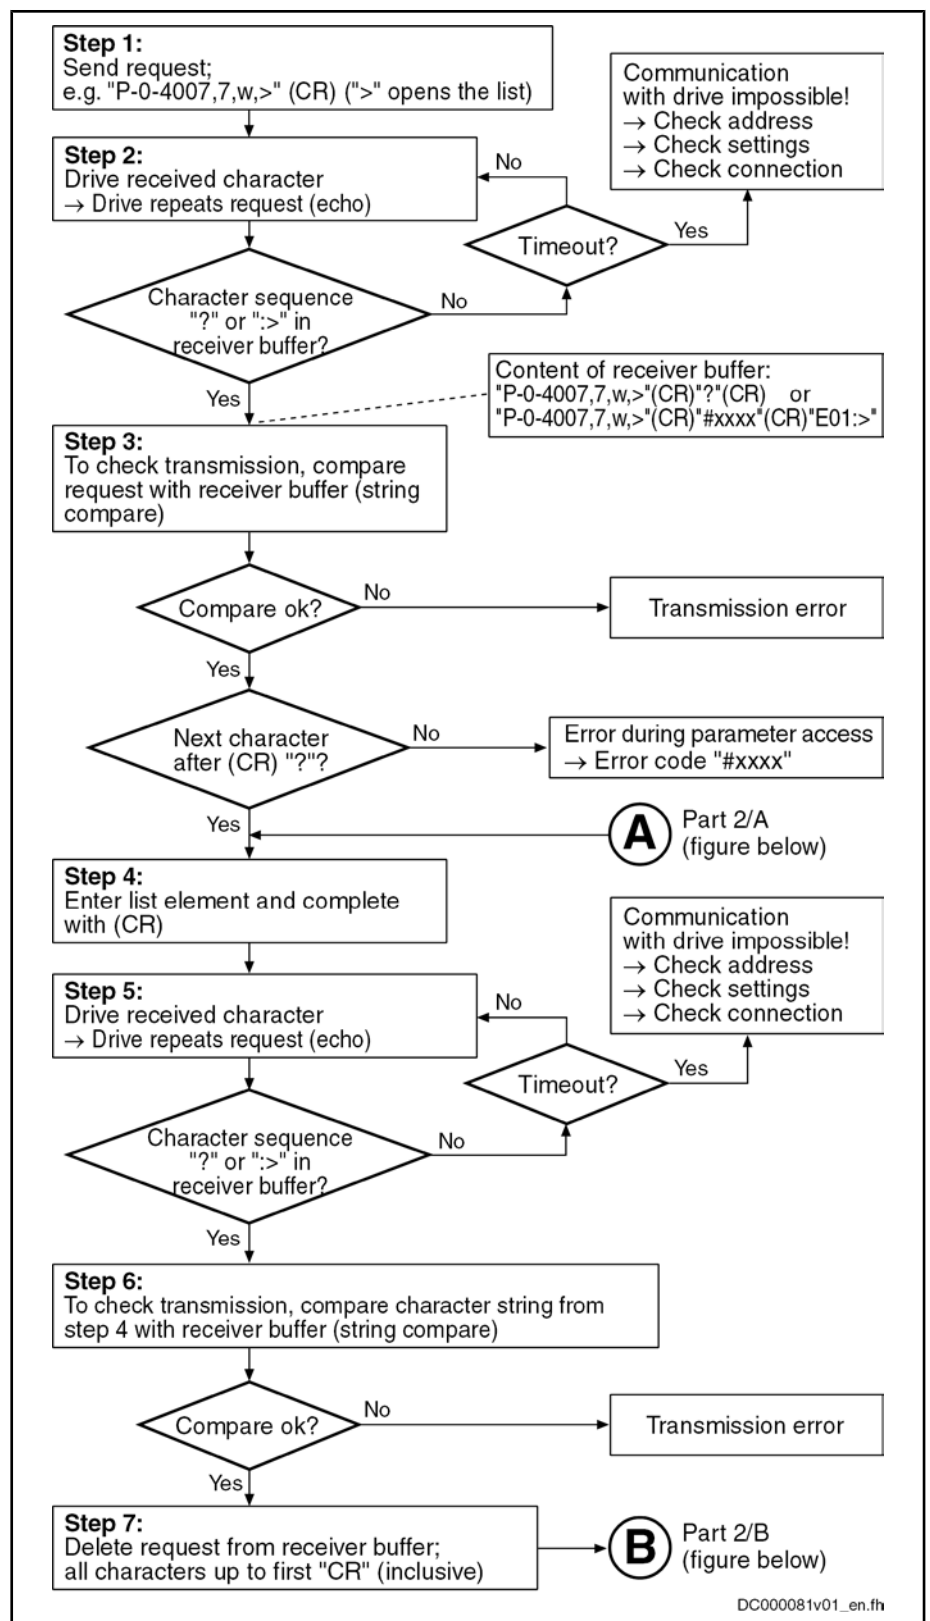 Step 1:
Send request;
e.g. "P-0-4007,7,w,>" (CR) (">" opens the list)
Communication
with drive impossible!
→ Check address
→ Check settings
→ Check connection
Step 2:
Drive received character
→ Drive repeats request (echo)
No
Timeout?
Yes
Character sequence
"?" or ":>" in
receiver buffer?
No
Yes
Content of receiver buffer:
"P-0-4007,7,w,>"(CR)"?"(CR) or
"P-0-4007,7,w,>"(CR)"#xxxx"(CR)"E01:>"
Step 3:
To check transmission, compare
request with receiver buffer (string
compare)
Compare ok?
No
Transmission error
Yes
Next character
after (CR) "?"?
No
Error during parameter access
→ Error code "#xxxx"
Yes
A
Part 2/A
(figure below)
Step 4:
Enter list element and complete
with (CR)
Communication
with drive impossible!
→ Check address
→ Check settings
→ Check connection
Step 5:
Drive received character
→ Drive repeats request (echo)
No
Timeout?
Yes
Character sequence
"?" or ":>" in
receiver buffer?
No
Yes
Step 6:
To check transmission, compare character string from
step 4 with receiver buffer (string compare)
Compare ok?
No
Transmission error
Yes
Step 7:
Delete request from receiver buffer;
all characters up to first "CR" (inclusive)
B
Part 2/B
(figure below)
DC000081v01_en.fh